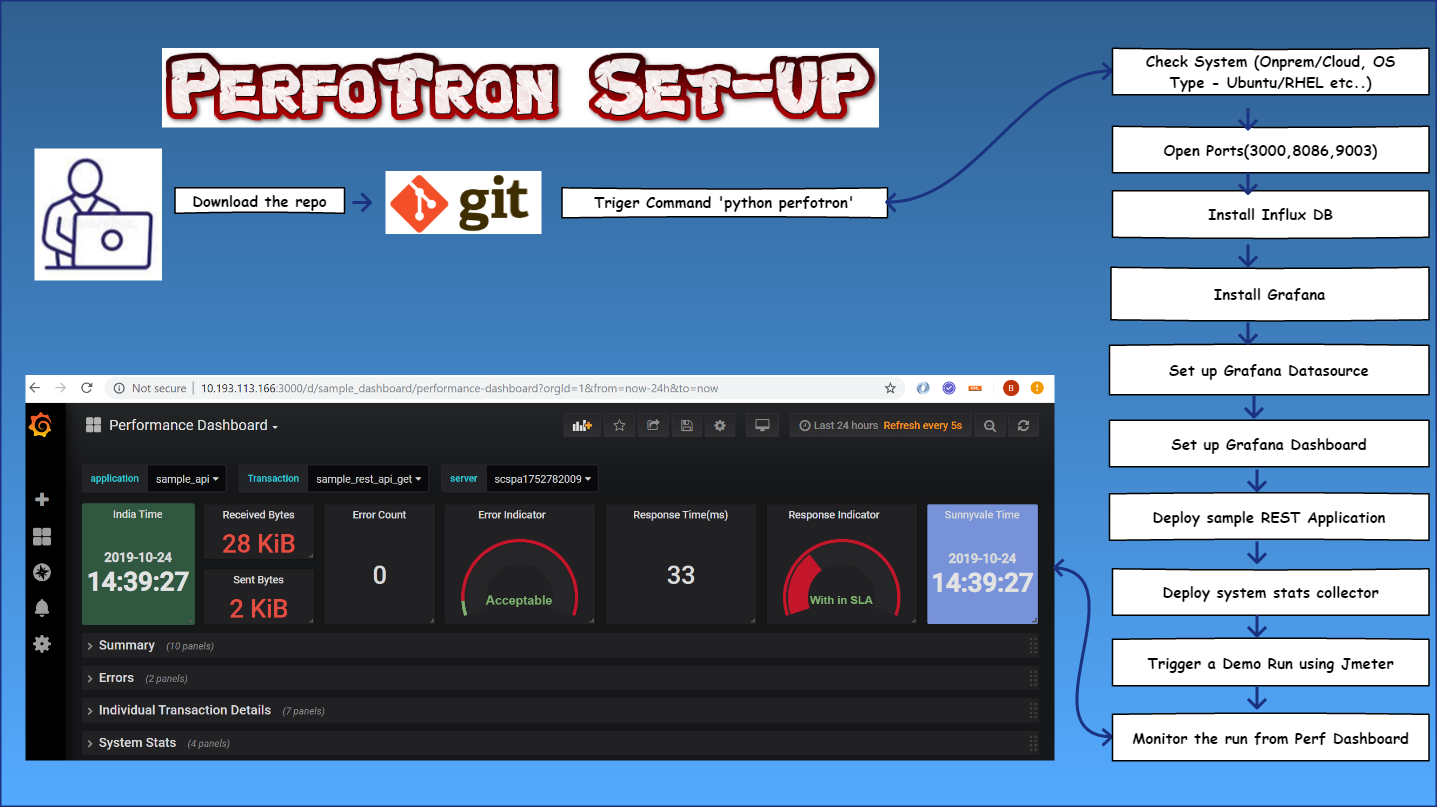 PERFOTRON SET-UP
Download the repo
git
Triger Command 'python perfotron'
Check System (Onprem/Cloud, OS
Type - Ubuntu/RHEL etc..)
Open Ports(3000,8086,9003)
Install Influx DB
Install Grafana
Set up Grafana Datasource
Set up Grafana Dashboard
Deploy sample REST Application
Deploy system stats collector
Trigger a Demo Run using Jmeter
Monitor the run from Perf Dashboard
Not secure | 10.193.113.166:3000/d/sample_dashboard/performance-dashboard?orgId=1&from=now-24h&to=now
B
Performance Dashboard
Last 24 hours Refresh every 5s
application sample_api Transaction sample_rest_api_get server scspa1752782009
India Time
2019-10-24
14:39:27
Received Bytes
28 KiB
Sent Bytes
2 KiB
Error Count
0
Error Indicator
Acceptable
Response Time(ms)
33
Response Indicator
With in SLA
Sunnyvale Time
2019-10-24
14:39:27
Summary (10 panels)
Errors (2 panels)
Individual Transaction Details (7 panels)
System Stats (4 panels)